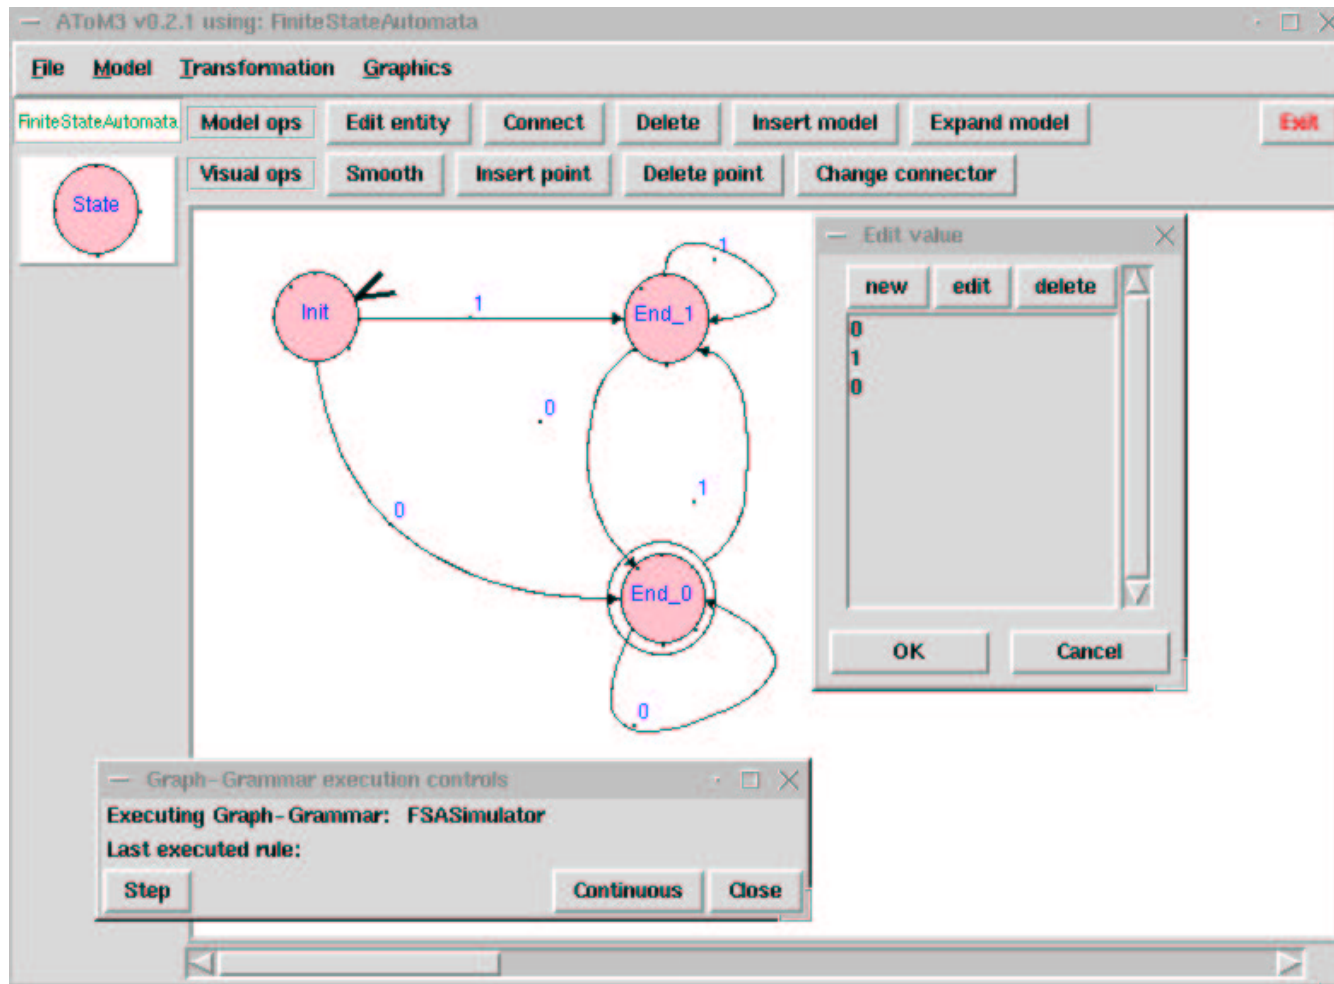 AToM3 v0.2.1 using: FiniteStateAutomata
File Model Transformation Graphics
FiniteStateAutomata Model ops Edit entity Connect Delete Insert model Expand model Exit
Visual ops Smooth Insert point Delete point Change connector
State
Edit value
new edit delete
0
1
0
OK Cancel
1
Init
1
End_1
0
1
0
End_0
0
Graph-Grammar execution controls
Executing Graph-Grammar: FSASimulator
Last executed rule:
Step Continuous Close